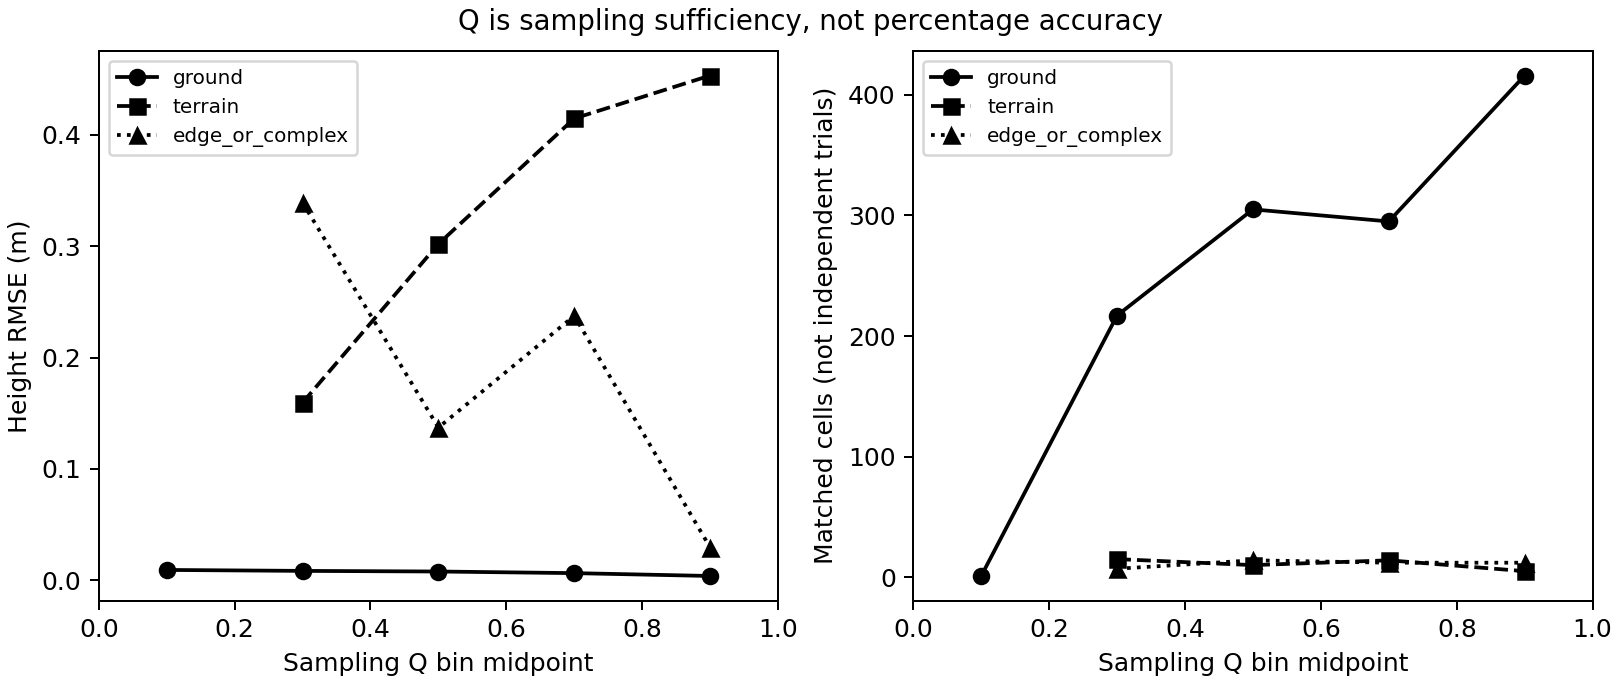 Q is sampling sufficiency, not percentage accuracy
ground
terrain
edge_or_complex
Height RMSE (m)
0.4
0.3
0.2
0.1
0.0
0.0 0.2 0.4 0.6 0.8 1.0
Sampling Q bin midpoint
ground
terrain
edge_or_complex
Matched cells (not independent trials)
400
300
200
100
0
0.0 0.2 0.4 0.6 0.8 1.0
Sampling Q bin midpoint